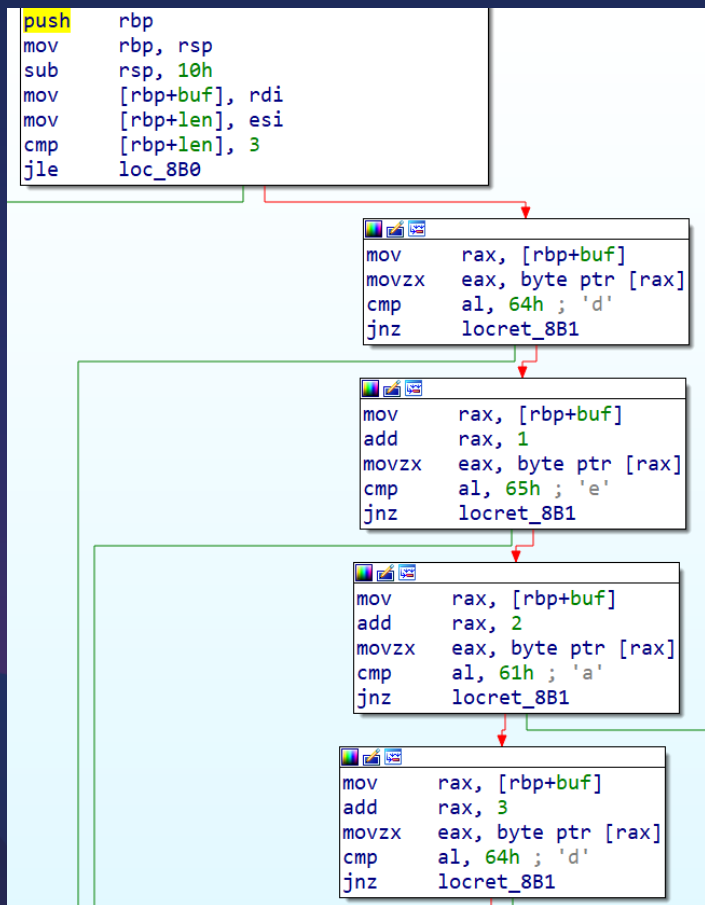 push rbp
mov rbp, rsp
sub rsp, 10h
mov [rbp+buf], rdi
mov [rbp+len], esi
cmp [rbp+len], 3
jle loc_8B0
mov rax, [rbp+buf]
movzx eax, byte ptr [rax]
cmp al, 64h ; 'd'
jnz locret_8B1
mov rax, [rbp+buf]
add rax, 1
movzx eax, byte ptr [rax]
cmp al, 65h ; 'e'
jnz locret_8B1
mov rax, [rbp+buf]
add rax, 2
movzx eax, byte ptr [rax]
cmp al, 61h ; 'a'
jnz locret_8B1
mov rax, [rbp+buf]
add rax, 3
movzx eax, byte ptr [rax]
cmp al, 64h ; 'd'
jnz locret_8B1